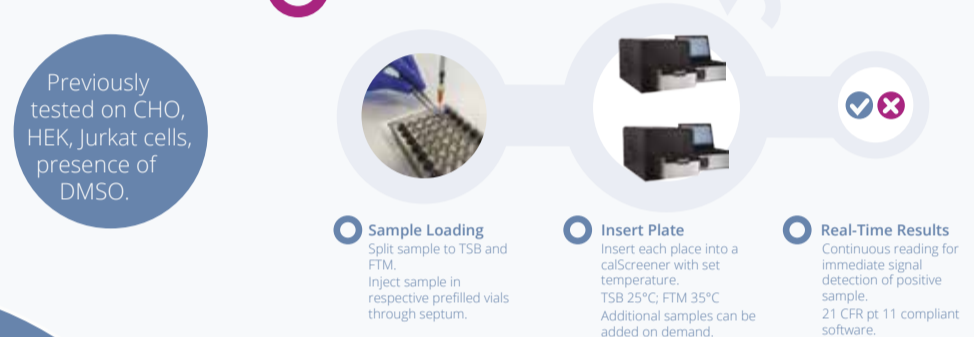 Previously
tested on CHO,
HEK, Jurkat cells,
presence of
DMSO.
Sample Loading
Split sample to TSB and
FTM.
Inject sample in
respective prefilled vials
through septum.
Insert Plate
Insert each place into a
calScreener with set
temperature.
TSB 25°C; FTM 35°C
Additional samples can be
added on demand.
Real-Time Results
Continuous reading for
immediate signal
detection of positive
sample.
21 CFR pt 11 compliant
software.